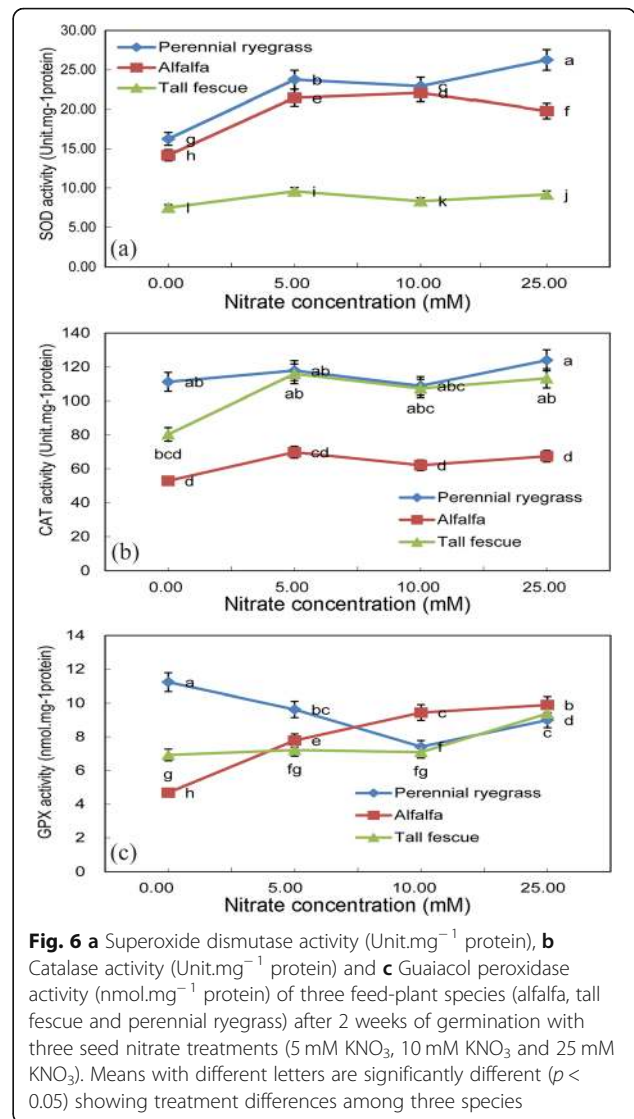 30.00
25.00
20.00
15.00
10.00
5.00
0.00
SOD activity (Unit.mg-1protein)
Perennial ryegrass
Alfalfa
Tall fescue
g
b
c
a
h
e
d
f
l
i
k
j
(a)
0.00 5.00 10.00 25.00
Nitrate concentration (mM)
140
120
100
80
60
40
20
0
CAT activity (Unit.mg-1protein)
ab
ab
abc
a
bcd
ab
abc
ab
d
cd
d
d
Perennial ryegrass
Alfalfa
Tall fescue
(b)
0.00 5.00 10.00 25.00
Nitrate concentration (mM)
14
12
10
8
6
4
2
0
GPX activity (nmol.mg-1protein)
a
bc
f
d
h
e
c
b
g
fg
fg
c
Perennial ryegrass
Alfalfa
Tall fescue
(c)
0.00 5.00 10.00 25.00
Nitrate concentration (mM)
Fig. 6 a Superoxide dismutase activity (Unit.mg⁻¹ protein), b
Catalase activity (Unit.mg⁻¹ protein) and c Guaiacol peroxidase
activity (nmol.mg⁻¹ protein) of three feed-plant species (alfalfa, tall
fescue and perennial ryegrass) after 2 weeks of germination with
three seed nitrate treatments (5 mM KNO₃, 10 mM KNO₃ and 25 mM
KNO₃). Means with different letters are significantly different (p <
0.05) showing treatment differences among three species